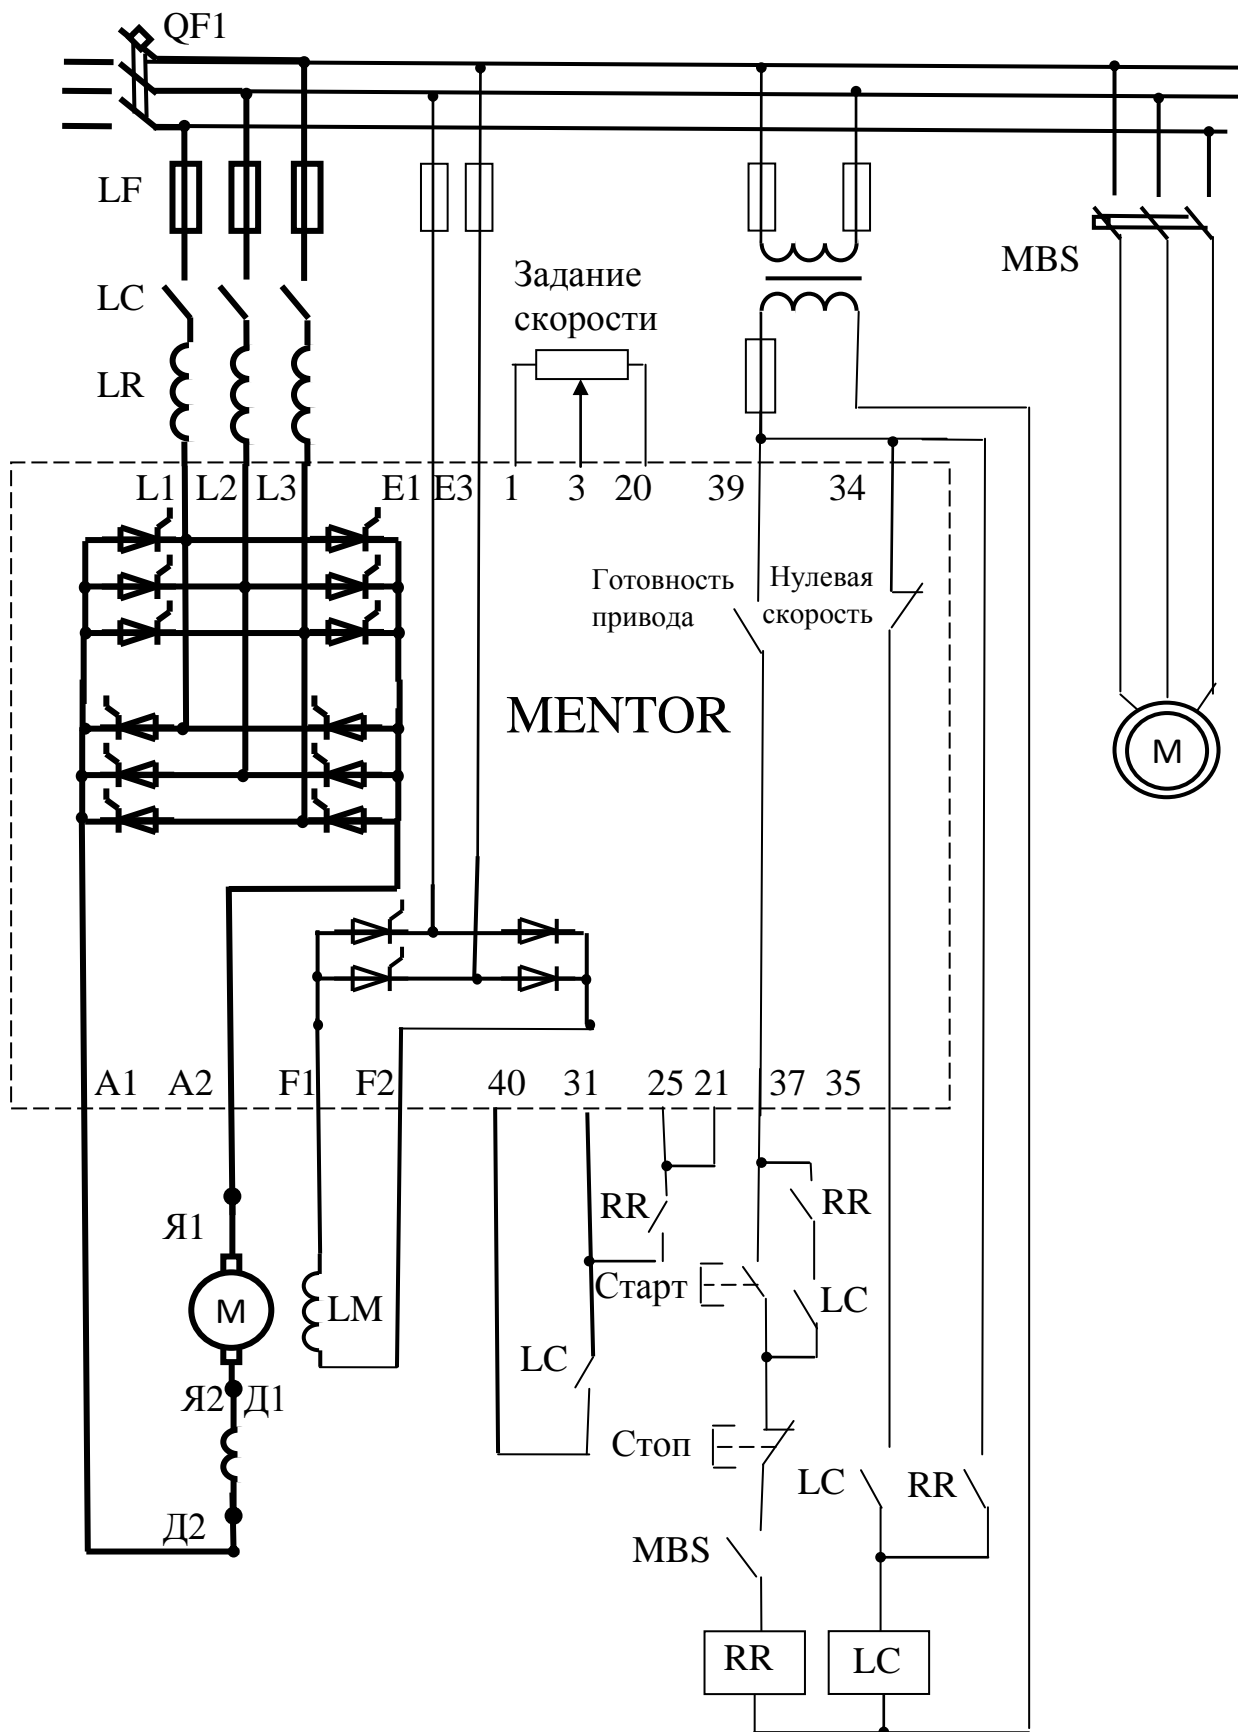 QF1
LF
LC
LR
MBS
Задание
скорости
L1 L2 L3 E1 E3 1 3 20 39 34
Готовность
привода
Нулевая
скорость
MENTOR
M
A1 A2 F1 F2 40 31 25 21 37 35
RR
RR
Я1
Старт
LC
M
LM
LC
Я2 Д1
Стоп
LC
RR
Д2
MBS
RR
LC